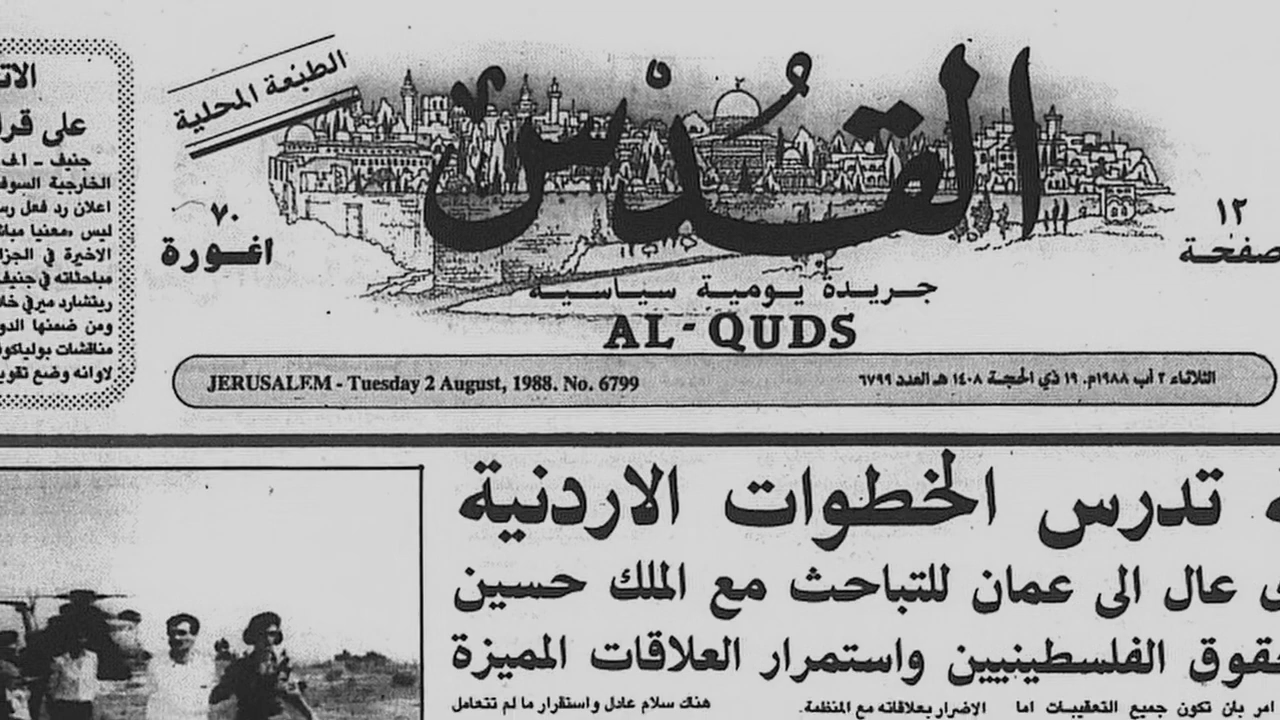 الطبعة المحلية
القدس
٧٠
اغورة
١٢
صفحة
جريدة يومية سياسية
AL-QUDS
JERUSALEM - Tuesday 2 August, 1988. No. 6799
الثلاثاء ٢ آب ١٩٨٨م. ١٩ ذي الحجة ١٤٠٨ هـ العدد ٦٧٩٩
تدرس الخطوات الاردنية
عال الى عمان للتباحث مع الملك حسين
الفلسطينيين واستمرار العلاقات المميزة
امر بان تكون جميع التعقيبات اما
الاضرار بعلاقاته مع المنظمة.
هناك سلام عادل واستقرار ما لم تتعامل
على
جنيف -
الخارجية
اعلان رد فعل
ليس
الاخيرة في
مباحثاته في جنيف
ريتشارد ميرفي
ومن ضمنها
مناقشات
لاوانه وضع